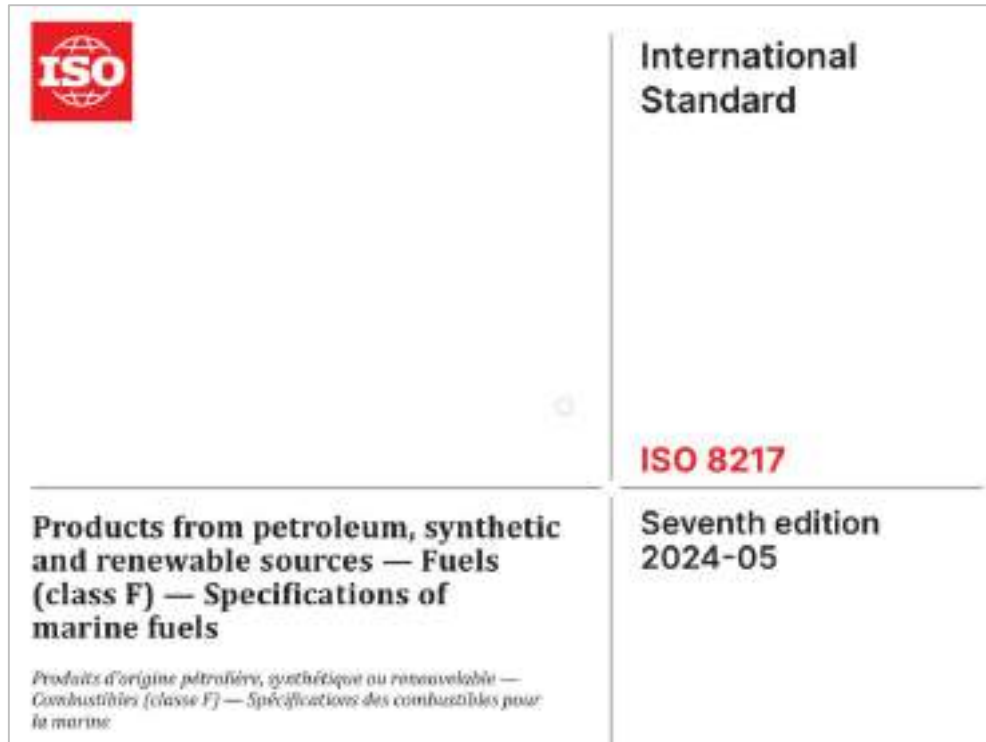 ISO
International
Standard
ISO 8217
Products from petroleum, synthetic
and renewable sources — Fuels
(class F) — Specifications of
marine fuels
Seventh edition
2024-05
Produits d'origine pétrolière, synthétique ou renouvelable —
Combustibles (classe F) — Spécifications des combustibles pour
la marine